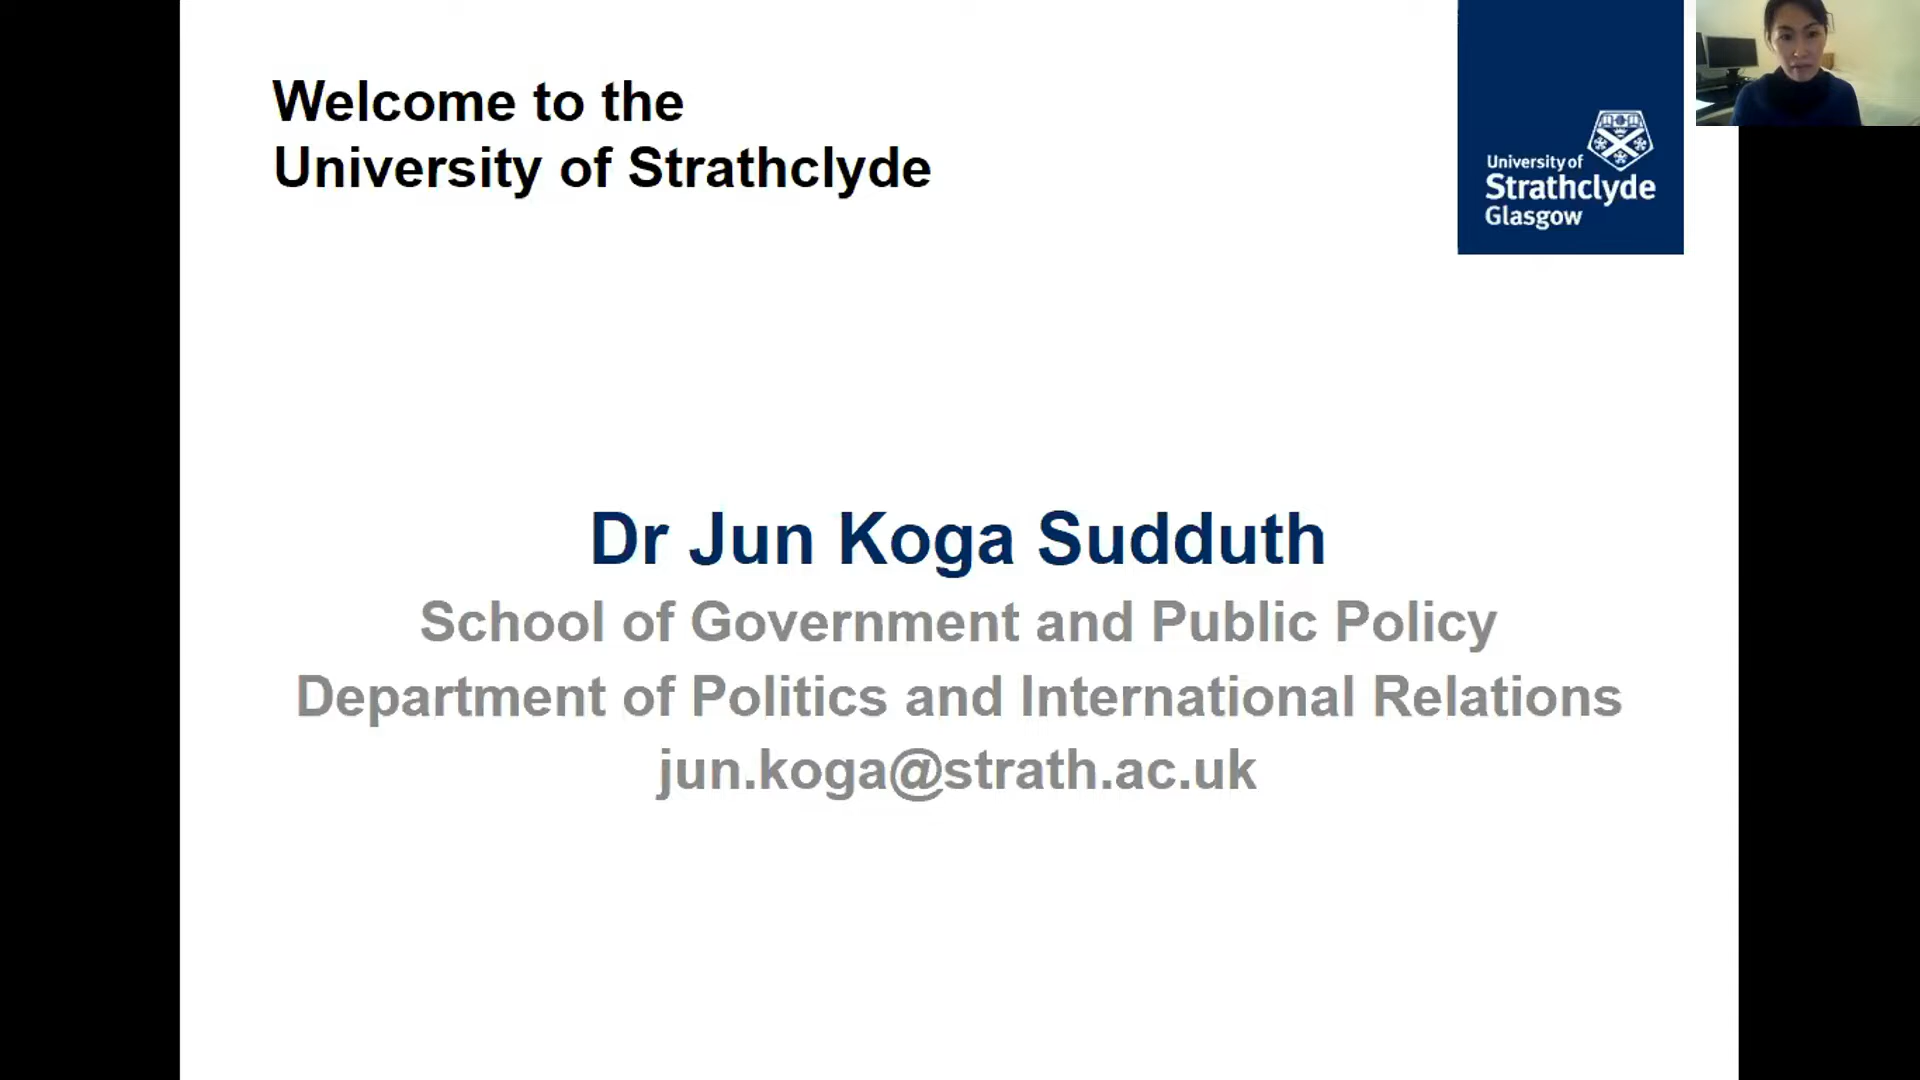 Welcome to the
University of Strathclyde
University of
Strathclyde
Glasgow
Dr Jun Koga Sudduth
School of Government and Public Policy
Department of Politics and International Relations
jun.koga@strath.ac.uk